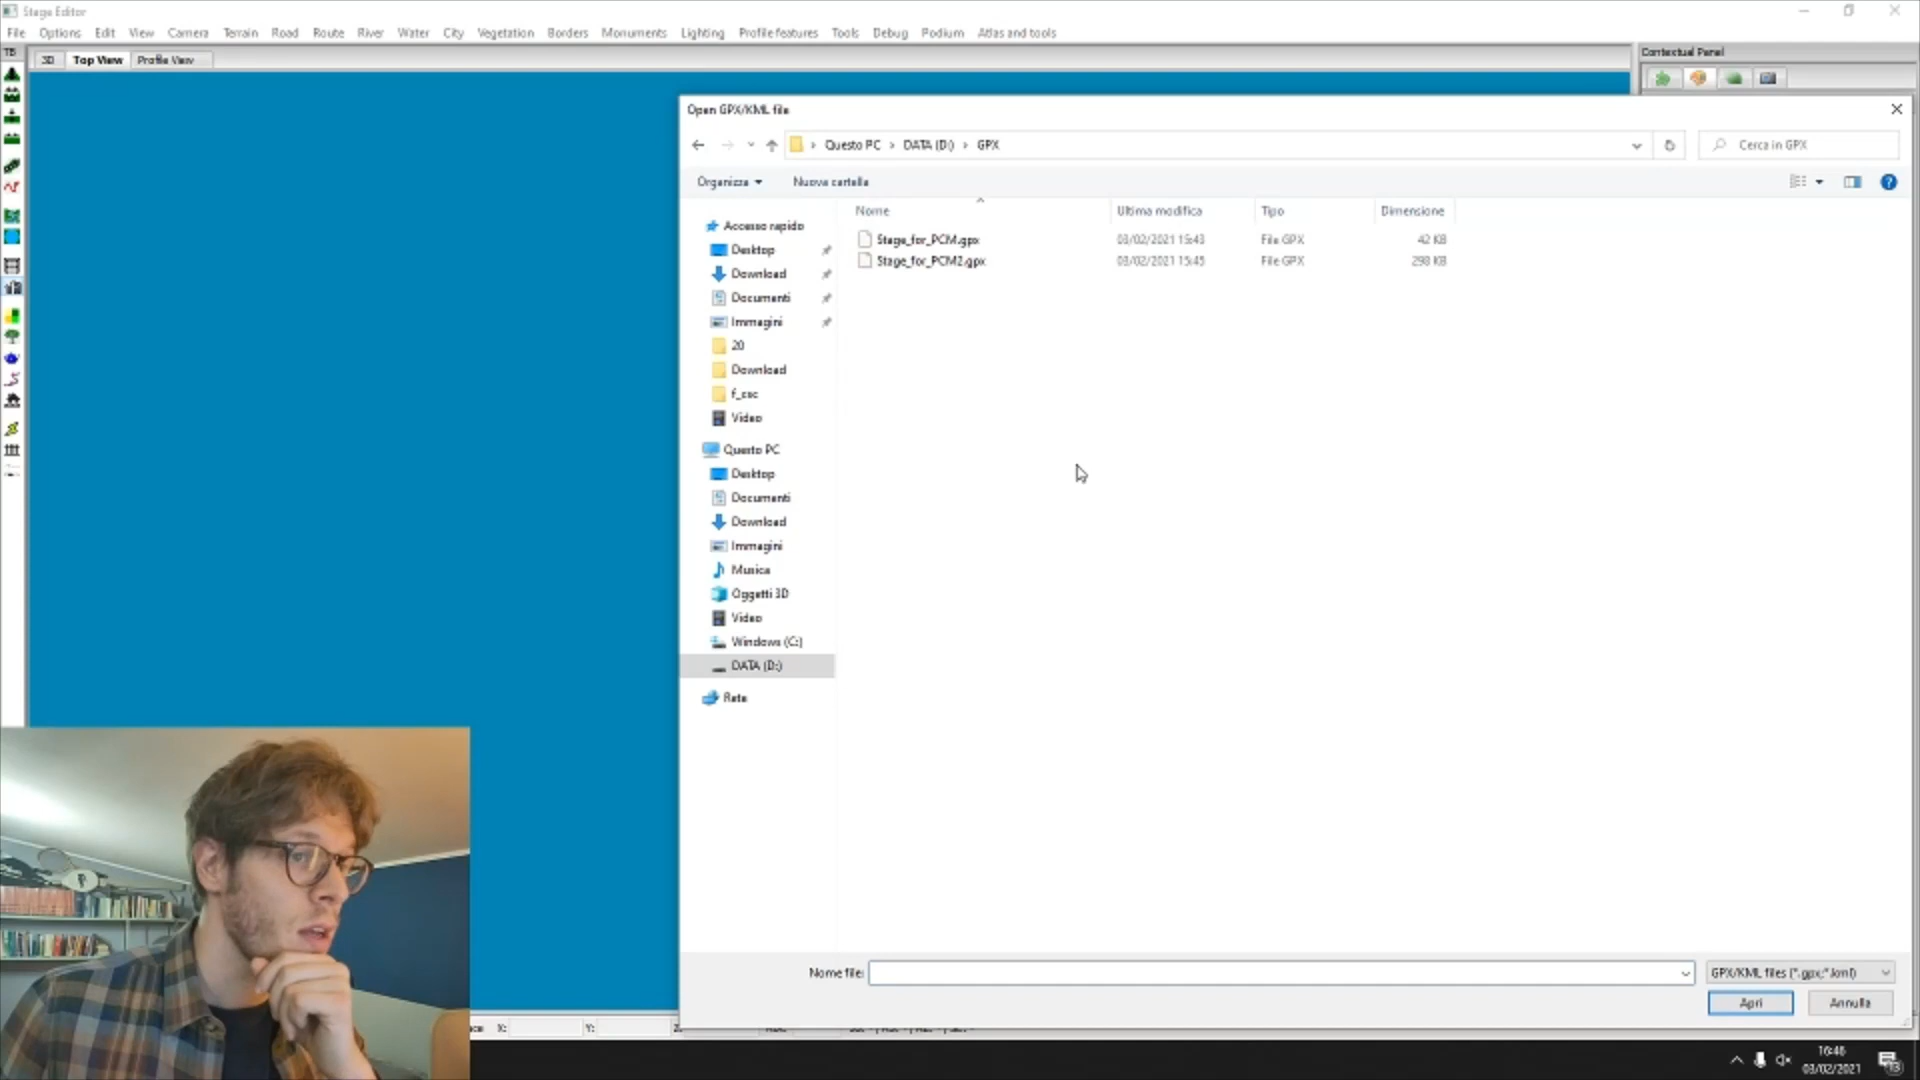 Stage Editor
File Options Edit View Camera Terrain Road Route River Water City Vegetation Borders Monuments Lighting Profile features Tools Debug Podium Atlas and tools
TB
3D Top View Profile View
Contextual Panel
Open GPX/KML file
Questo PC > DATA (D:) > GPX
Cerca in GPX
Organizza Nuova cartella
Nome Ultima modifica Tipo Dimensione
Stage_for_PCM.gpx 03/02/2021 15:43 File GPX 42 KB
Stage_for_PCM2.gpx 03/02/2021 15:45 File GPX 298 KB
Accesso rapido
Desktop
Download
Documenti
Immagini
20
Download
Video
Questo PC
Desktop
Documenti
Download
Immagini
Musica
Oggetti 3D
Video
Windows (C:)
DATA (D:)
Rete
Nome file:
GPX/KML files (*.gpx;*.kml)
Apri Annulla
X: Y:
16:46
03/02/2021